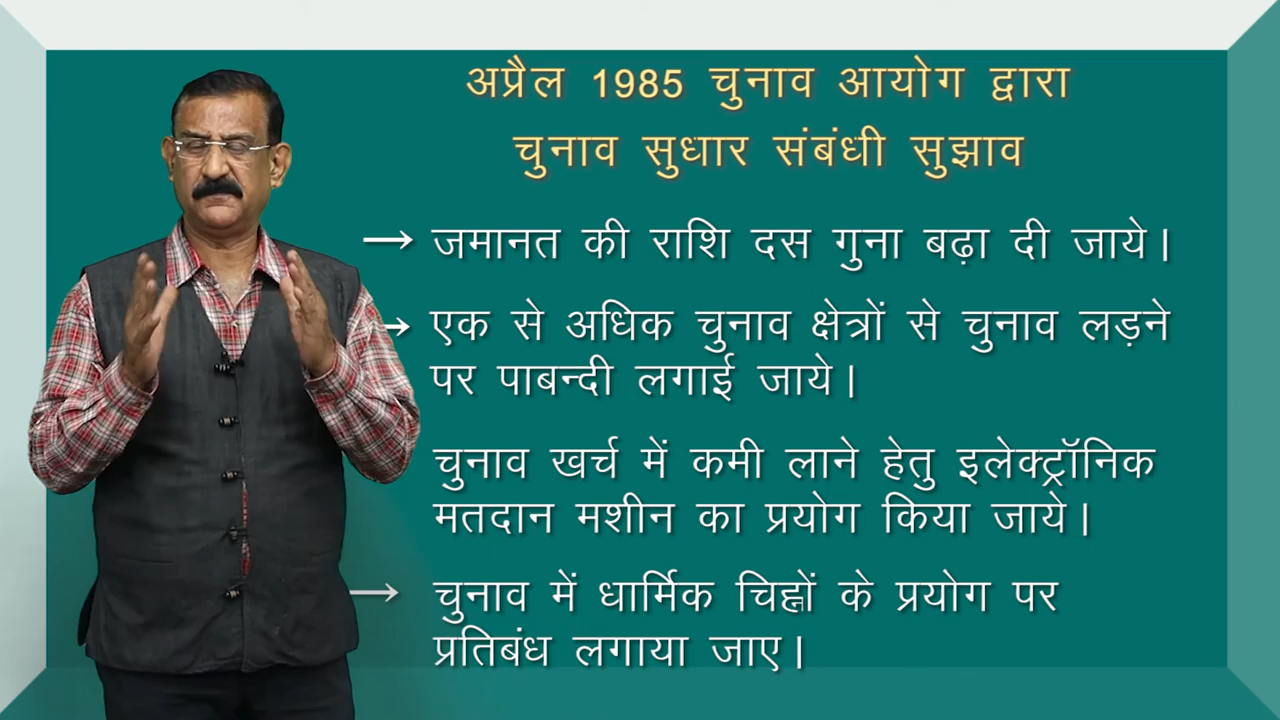 अप्रैल 1985 चुनाव आयोग द्वारा
चुनाव सुधार संबंधी सुझाव
→ जमानत की राशि दस गुना बढ़ा दी जाये।
→ एक से अधिक चुनाव क्षेत्रों से चुनाव लड़ने
पर पाबन्दी लगाई जाये।
चुनाव खर्च में कमी लाने हेतु इलेक्ट्रॉनिक
मतदान मशीन का प्रयोग किया जाये।
→ चुनाव में धार्मिक चिह्नों के प्रयोग पर
प्रतिबंध लगाया जाए।